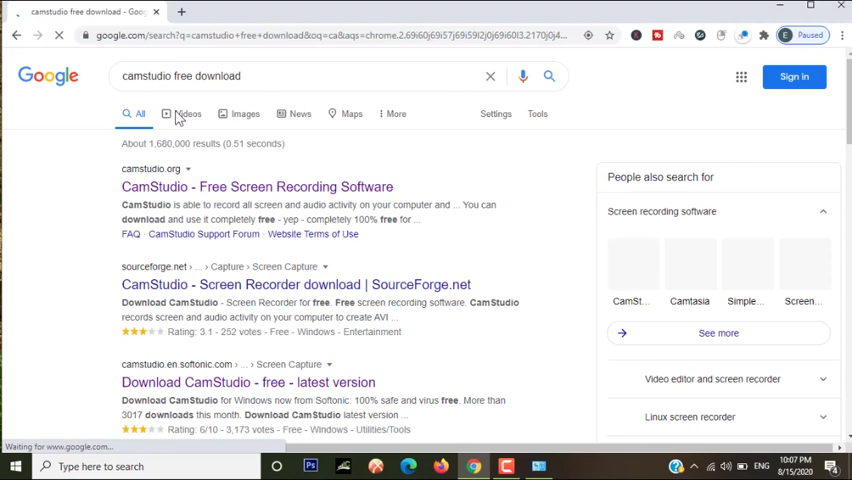 camstudio free download
google.com/search?q=camstudio+free+download&oq=ca&aqs=chrome.2.69i60j69i57j69i59l2j0j69i60l3.2170j0j4...
E Paused
Google
camstudio free download
Sign in
All Videos Images News Maps More Settings Tools
About 1,680,000 results (0.51 seconds)
camstudio.org
CamStudio - Free Screen Recording Software
CamStudio is able to record all screen and audio activity on your computer and ... You can
download and use it completely free - yep - completely 100% free for ...
FAQ · CamStudio Support Forum · Website Terms of Use
sourceforge.net › ... › Capture › Screen Capture
CamStudio - Screen Recorder download | SourceForge.net
Download CamStudio - Screen Recorder for free. Free screen recording software. CamStudio
records screen and audio activity on your computer to create AVI ...
Rating: 3.1 - 252 votes - Free - Windows - Entertainment
camstudio.en.softonic.com › ... › Screen Capture
Download CamStudio - free - latest version
Download CamStudio for Windows now from Softonic. 100% safe and virus free. More than
3017 downloads this month. Download CamStudio latest version ...
Rating: 6/10 - 3,173 votes - Free - Windows - Utilities/Tools
People also search for
Screen recording software
CamSt... Camtasia Simple... Screen...
See more
Video editor and screen recorder
Linux screen recorder
Waiting for www.google.com...
Type here to search
ENG
10:07 PM
8/15/2020
4